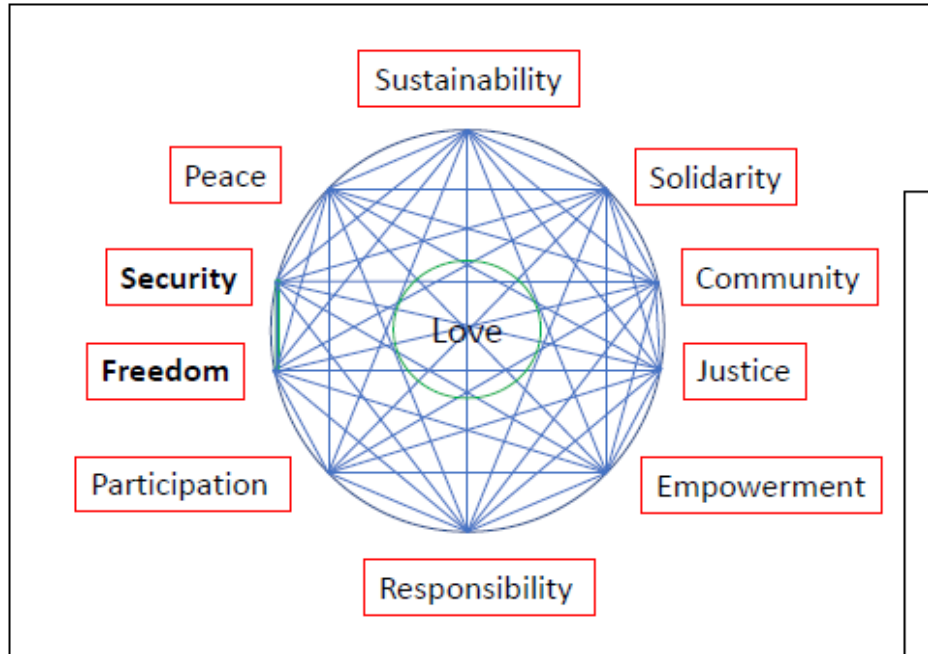 Sustainability
Peace
Solidarity
Security
Community
Love
Freedom
Justice
Participation
Empowerment
Responsibility